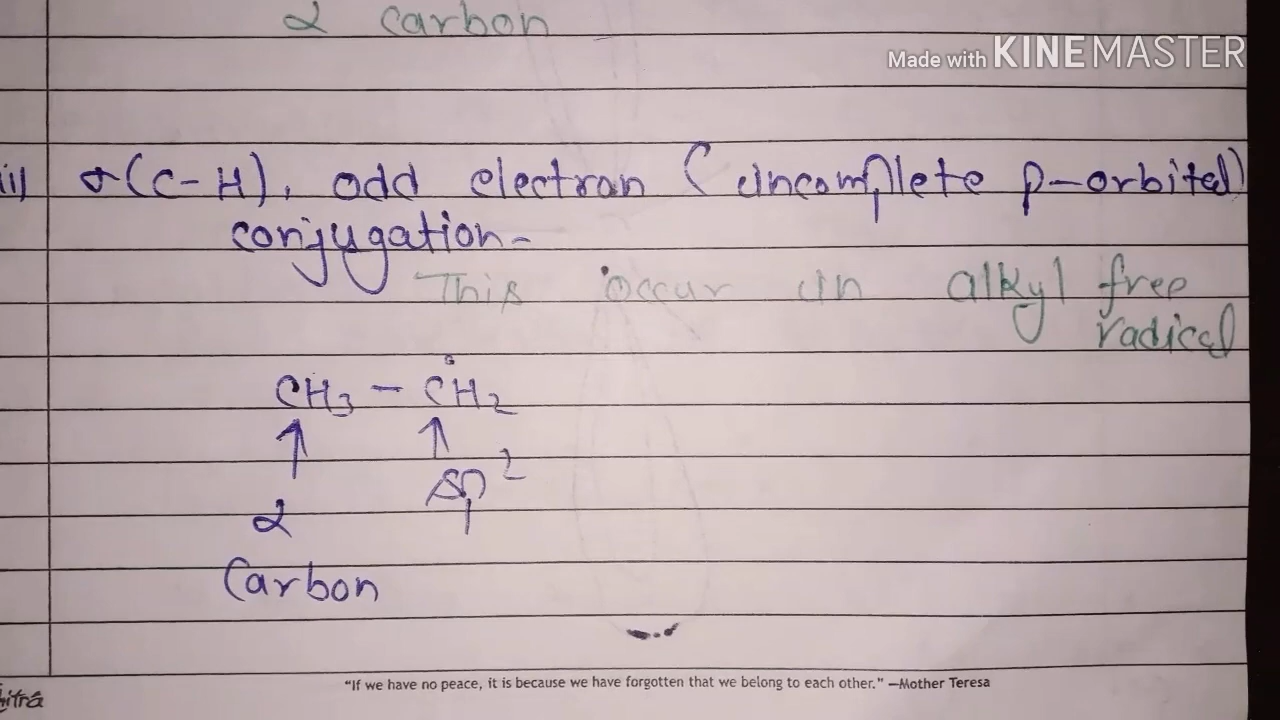 α carbon
Made with KINEMASTER
ii) σ(C-H), odd electron (incomplete p-orbital)
conjugation-
This occur in alkyl free
radical
CH3 - ĊH2
↑ ↑
α sp²
Carbon
"If we have no peace, it is because we have forgotten that we belong to each other." —Mother Teresa